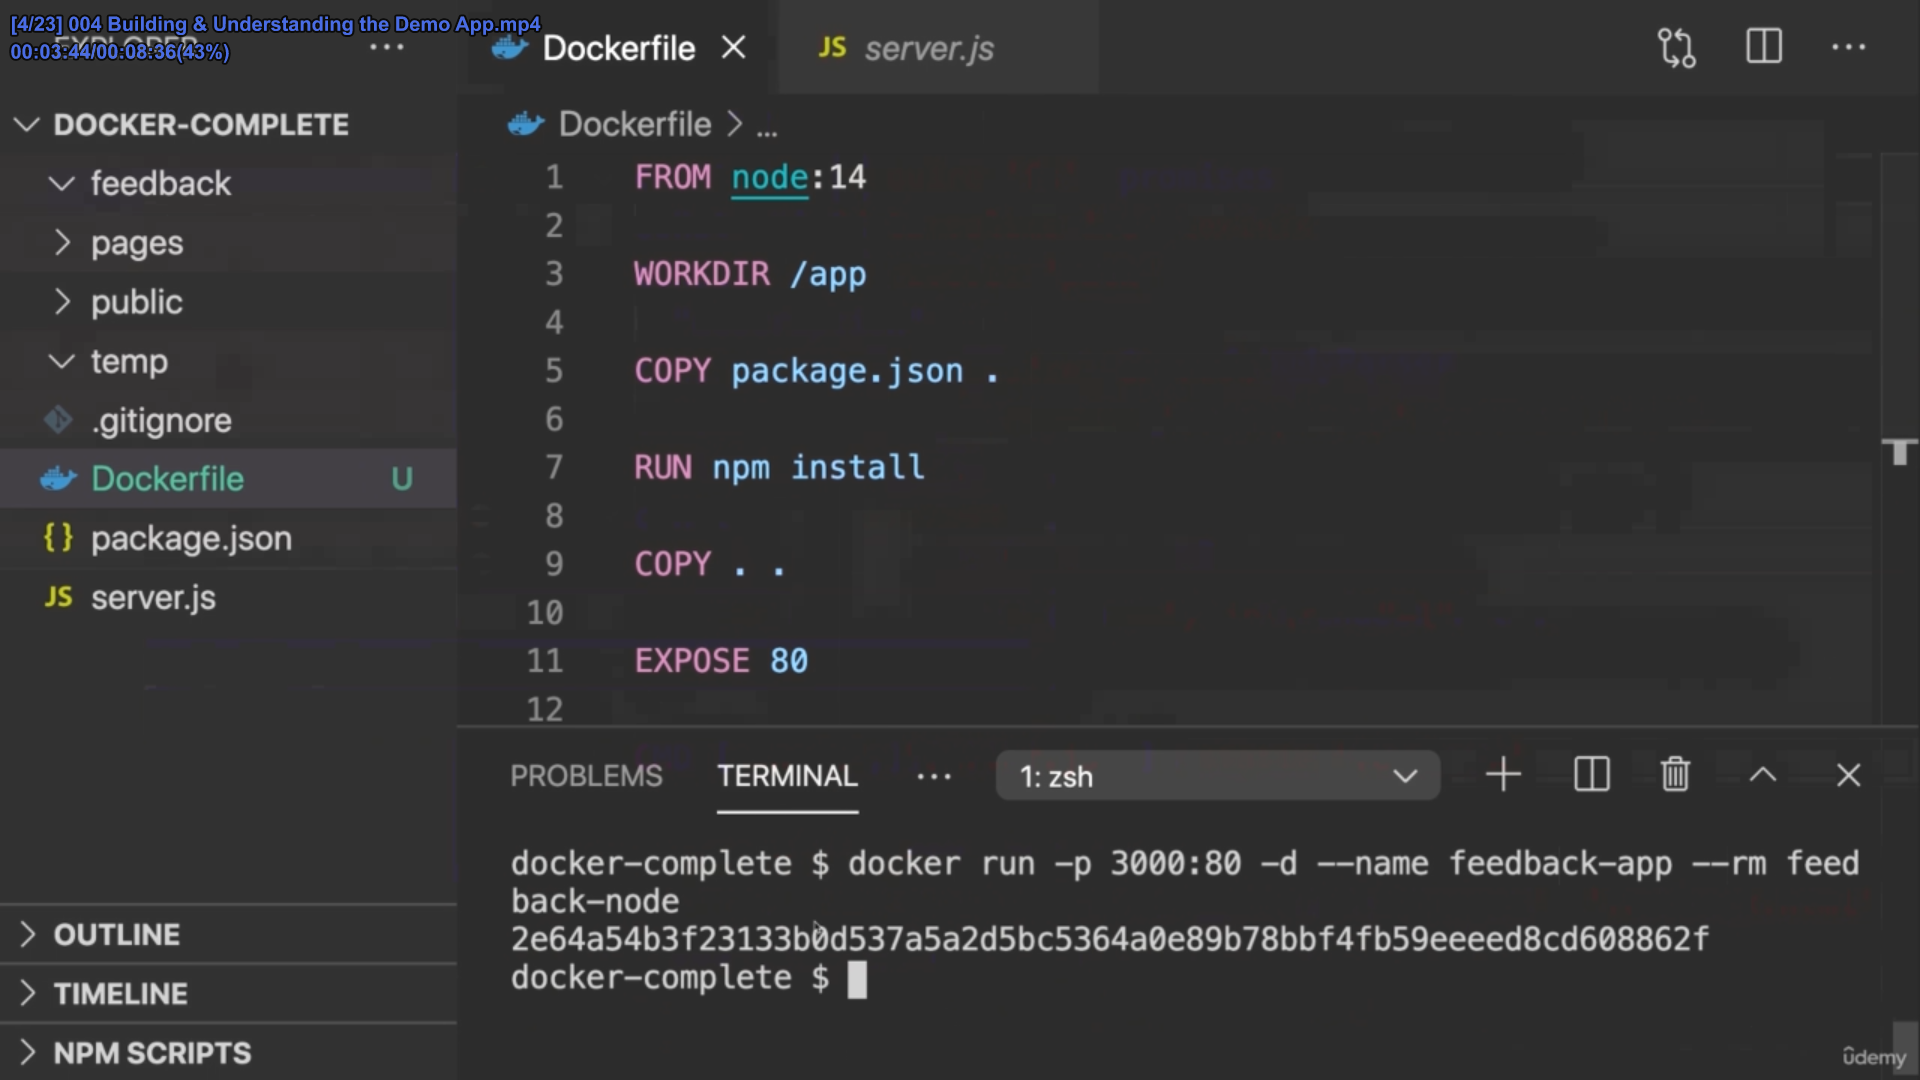 [4/23] 004 Building & Understanding the Demo App.mp4
00:03:44/00:08:36(43%)
EXPLORER
Dockerfile
JS server.js
DOCKER-COMPLETE
feedback
pages
public
temp
.gitignore
Dockerfile U
{} package.json
JS server.js
OUTLINE
TIMELINE
NPM SCRIPTS
Dockerfile > ...
1 FROM node:14
2
3 WORKDIR /app
4
5 COPY package.json .
6
7 RUN npm install
8
9 COPY . .
10
11 EXPOSE 80
12
PROBLEMS TERMINAL ... 1: zsh
docker-complete $ docker run -p 3000:80 -d --name feedback-app --rm feed
back-node
2e64a54b3f23133b0d537a5a2d5bc5364a0e89b78bbf4fb59eeeed8cd608862f
docker-complete $
ûdemy